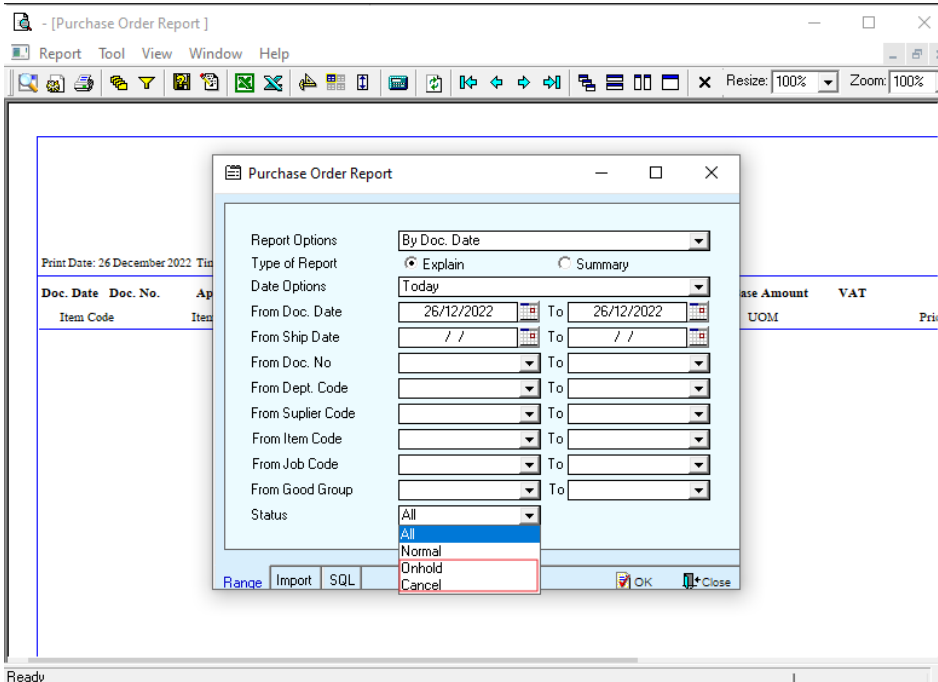 - [Purchase Order Report ]
Report Tool View Window Help
Resize: 100% Zoom: 100%
Purchase Order Report
Report Options By Doc. Date
Type of Report Explain Summary
Date Options Today
From Doc. Date 26/12/2022 To 26/12/2022
From Ship Date / / To / /
From Doc. No To
From Dept. Code To
From Suplier Code To
From Item Code To
From Job Code To
From Good Group To
Status All
All
Normal
Onhold
Cancel
Range Import SQL OK Close
Print Date: 26 December 2022
Doc. Date Doc. No. Amount VAT
Item Code UOM
Ready